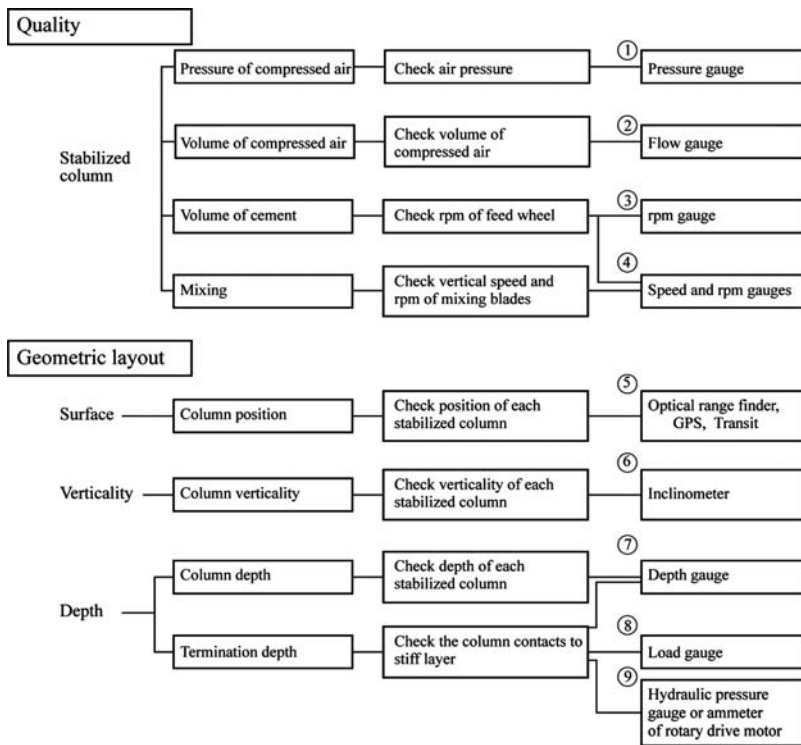 Quality
Stabilized
column
Pressure of compressed air
Check air pressure
①
Pressure gauge
Volume of compressed air
Check volume of
compressed air
②
Flow gauge
Volume of cement
Check rpm of feed wheel
③
rpm gauge
Mixing
Check vertical speed and
rpm of mixing blades
④
Speed and rpm gauges
Geometric layout
Surface
Column position
Check position of each
stabilized column
⑤
Optical range finder,
GPS, Transit
Verticality
Column verticality
Check verticality of each
stabilized column
⑥
Inclinometer
Depth
Column depth
Check depth of each
stabilized column
⑦
Depth gauge
Termination depth
Check the column contacts to
stiff layer
⑧
Load gauge
⑨
Hydraulic pressure
gauge or ammeter
of rotary drive motor